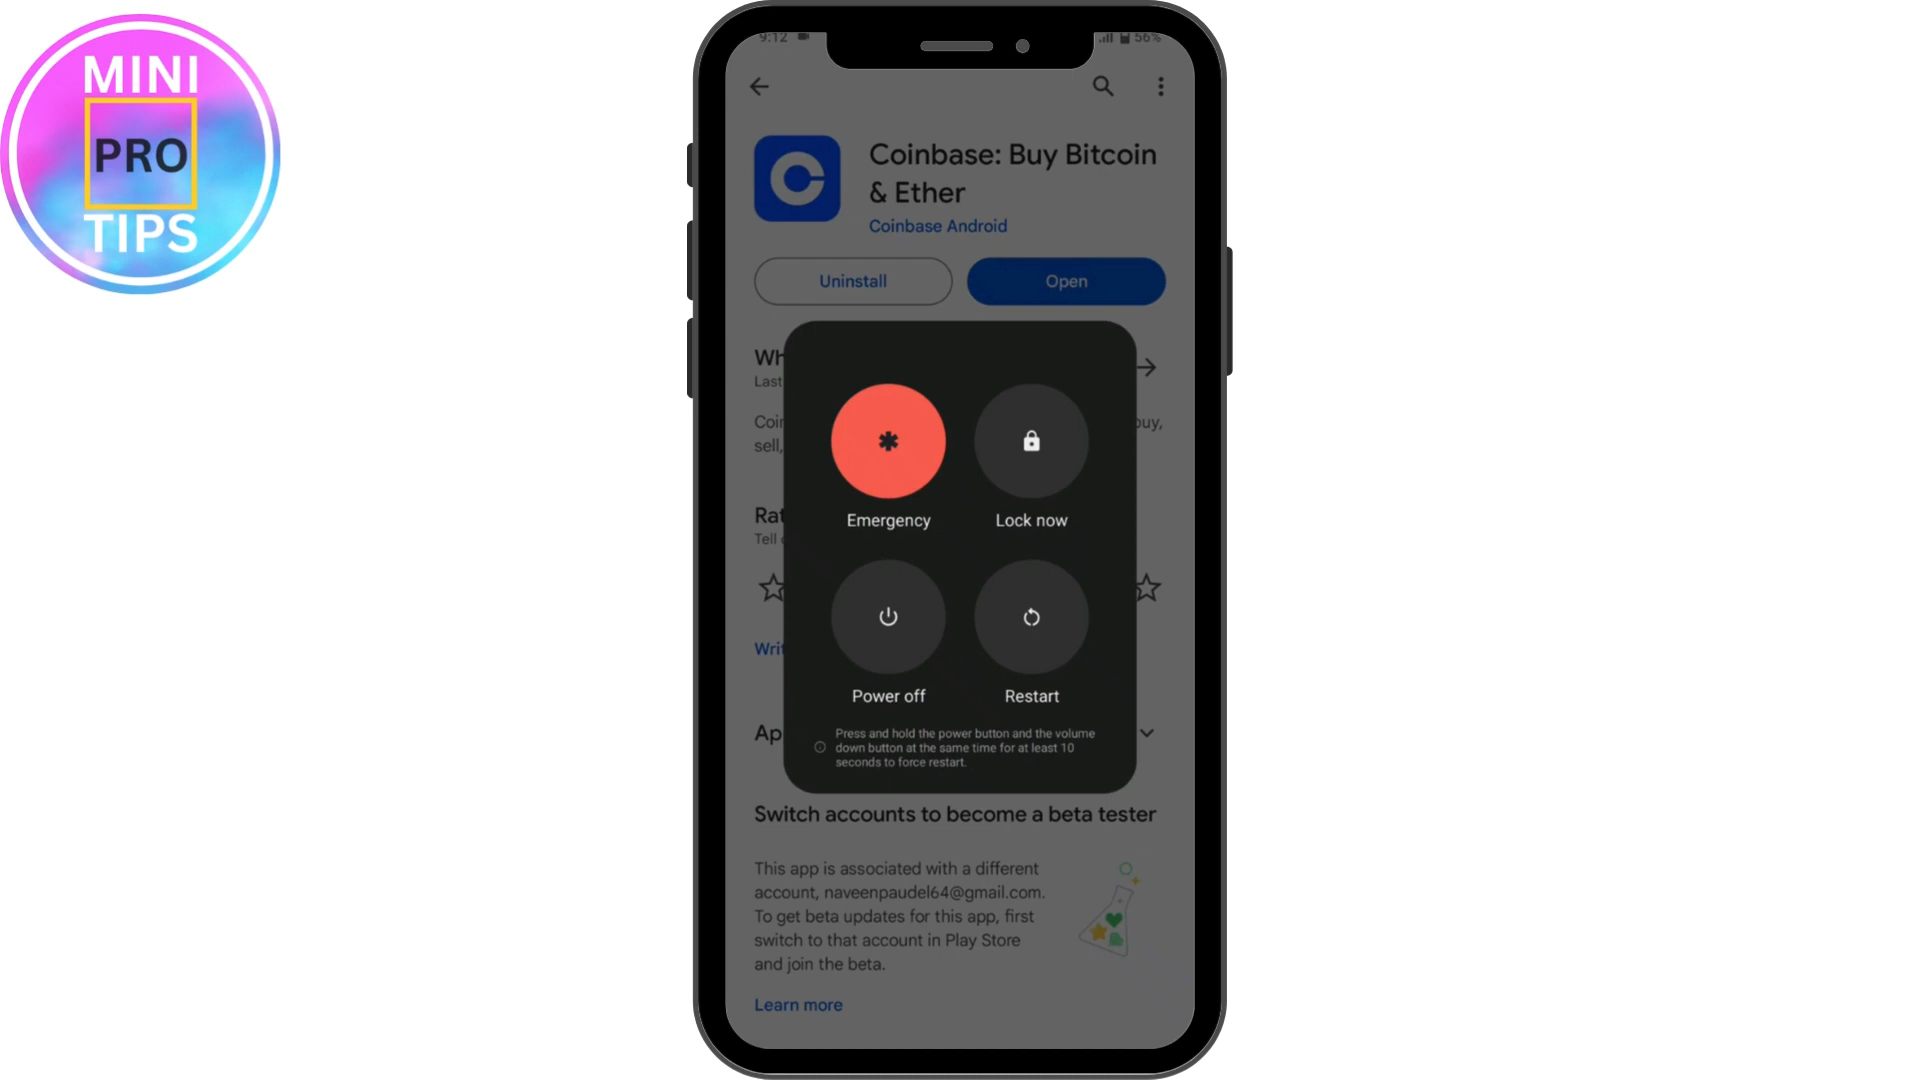 MINI
PRO
TIPS
9:12
56%
Coinbase: Buy Bitcoin
& Ether
Coinbase Android
Uninstall
Open
Wh
Last
Coin
buy,
sell,
Emergency
Lock now
Rat
Tell
Power off
Restart
Writ
Ap
Press and hold the power button and the volume
down button at the same time for at least 10
seconds to force restart.
Switch accounts to become a beta tester
This app is associated with a different
account, naveenpaudel64@gmail.com.
To get beta updates for this app, first
switch to that account in Play Store
and join the beta.
Learn more